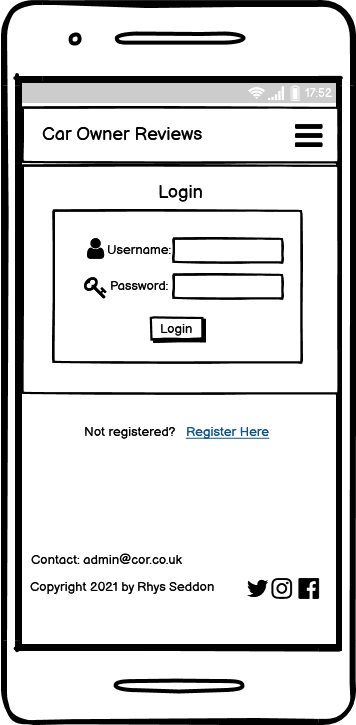 17:52
Car Owner Reviews
Login
Username:
Password:
Login
Not registered? Register Here
Contact: admin@cor.co.uk
Copyright 2021 by Rhys Seddon